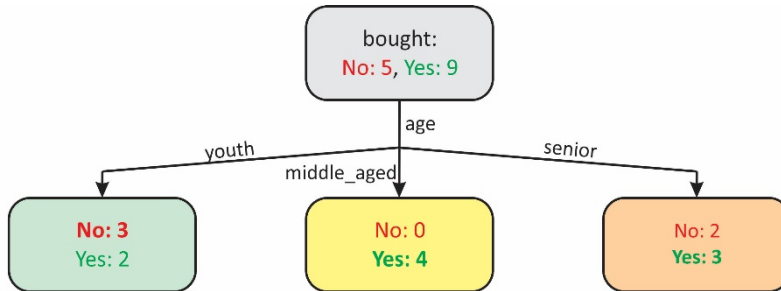 bought:
No: 5, Yes: 9
age
youth
middle_aged
senior
No: 3
Yes: 2
No: 0
Yes: 4
No: 2
Yes: 3